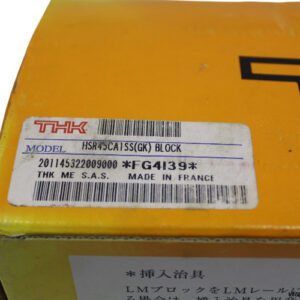 THK
MODEL HSR45CA1SS(GK) BLOCK
201145322009000 *FG4139*
THK ME S.A.S. MADE IN FRANCE
*挿入治具
LMブロックをLMレールに